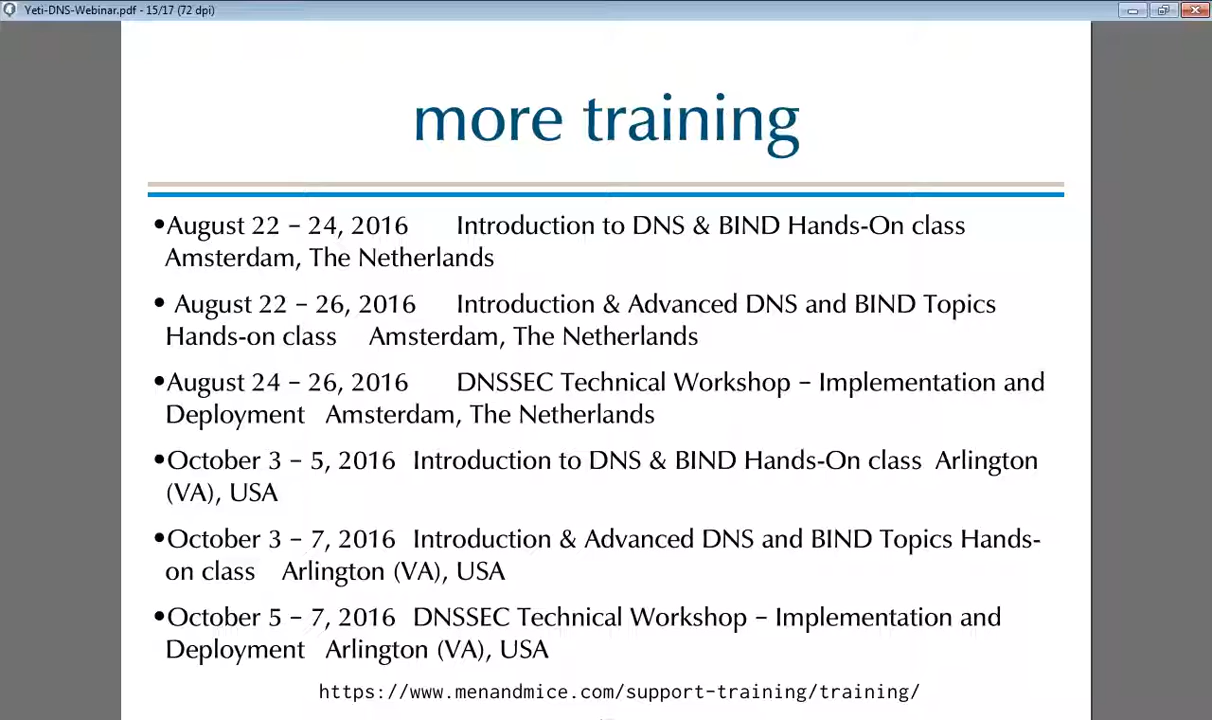 Yeti-DNS-Webinar.pdf - 15/17 (72 dpi)
more training
•August 22 – 24, 2016 Introduction to DNS & BIND Hands-On class
Amsterdam, The Netherlands
• August 22 – 26, 2016 Introduction & Advanced DNS and BIND Topics
Hands-on class Amsterdam, The Netherlands
•August 24 – 26, 2016 DNSSEC Technical Workshop – Implementation and
Deployment Amsterdam, The Netherlands
•October 3 – 5, 2016 Introduction to DNS & BIND Hands-On class Arlington
(VA), USA
•October 3 – 7, 2016 Introduction & Advanced DNS and BIND Topics Hands-
on class Arlington (VA), USA
•October 5 – 7, 2016 DNSSEC Technical Workshop – Implementation and
Deployment Arlington (VA), USA
https://www.menandmice.com/support-training/training/